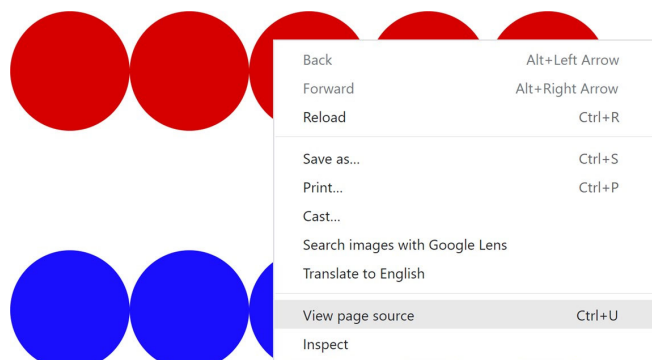 Back Alt+Left Arrow
Forward Alt+Right Arrow
Reload Ctrl+R
Save as... Ctrl+S
Print... Ctrl+P
Cast...
Search images with Google Lens
Translate to English
View page source Ctrl+U
Inspect